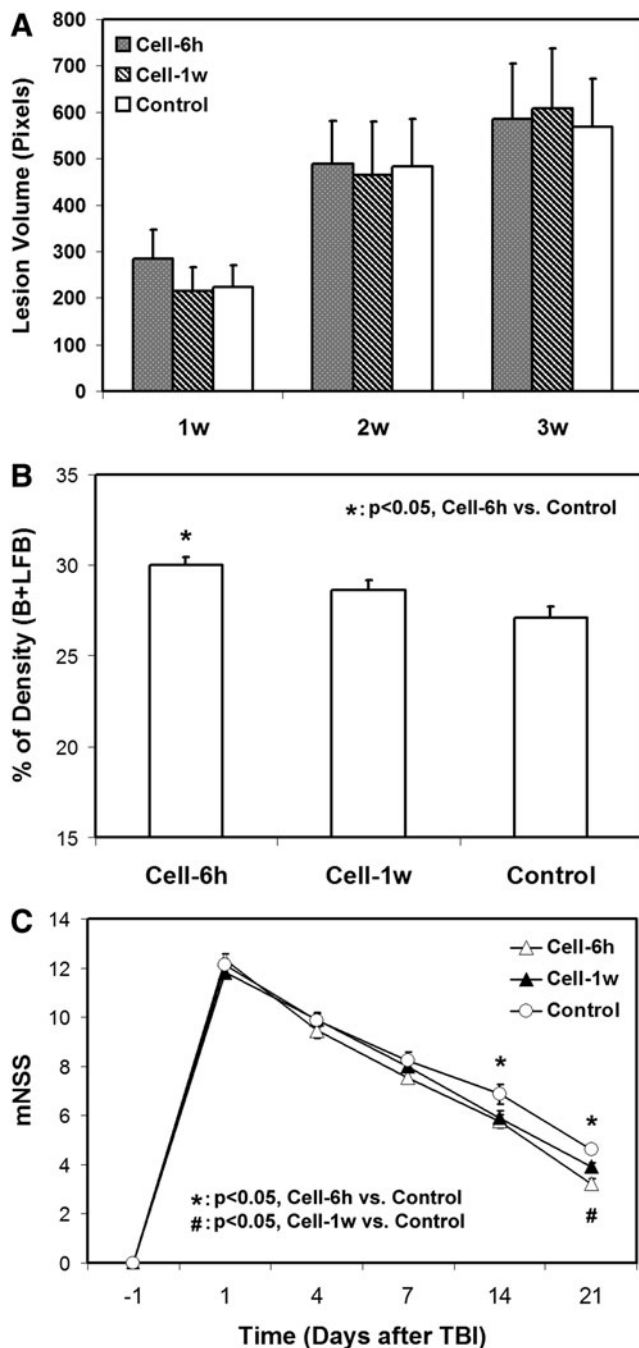 A
Lesion Volume (Pixels)
800
700
600
500
400
300
200
100
0
Cell-6h
Cell-1w
Control
1w 2w 3w
B
% of Density (B+LFB)
35
30
25
20
15
*
*: p<0.05, Cell-6h vs. Control
Cell-6h Cell-1w Control
C
mNSS
14
12
10
8
6
4
2
0
Cell-6h
Cell-1w
Control
*
*
#
*: p<0.05, Cell-6h vs. Control
#: p<0.05, Cell-1w vs. Control
-1 1 4 7 14 21
Time (Days after TBI)